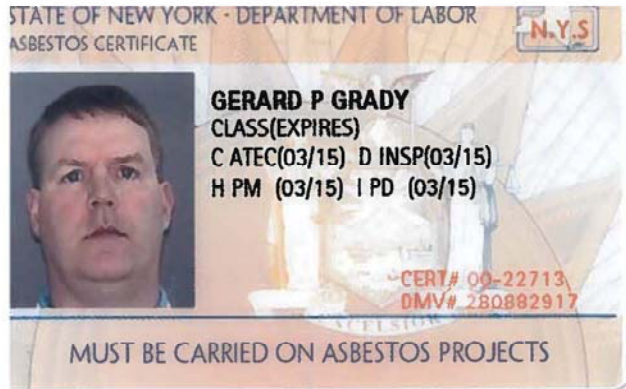 STATE OF NEW YORK - DEPARTMENT OF LABOR
N.Y.S
ASBESTOS CERTIFICATE
GERARD P GRADY
CLASS(EXPIRES)
C ATEC(03/15) D INSP(03/15)
H PM (03/15) I PD (03/15)
CERT# 00-22713
DMV# 280882917
EXCELSIOR
MUST BE CARRIED ON ASBESTOS PROJECTS